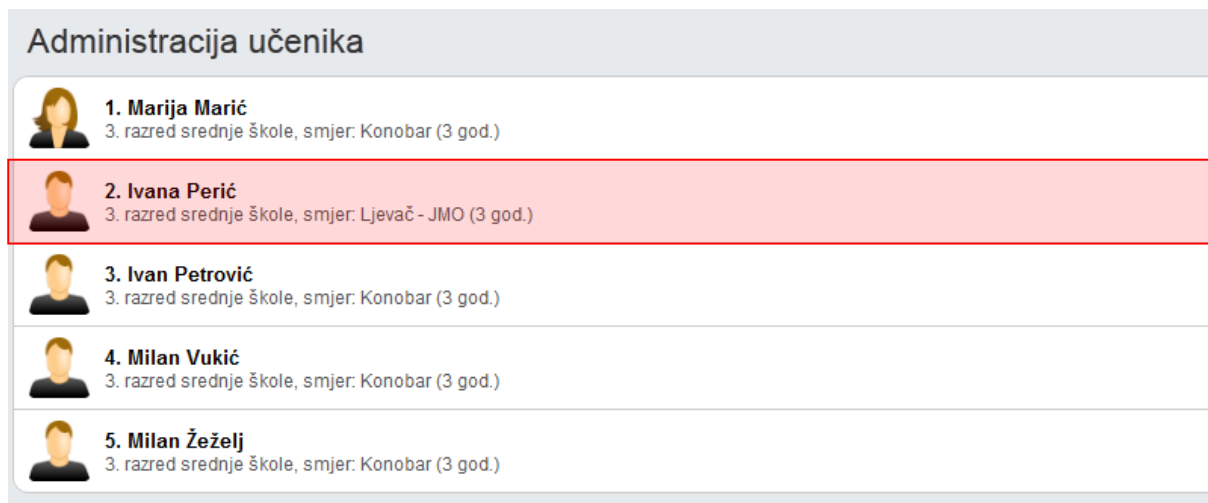 Administracija učenika
1. Marija Marić
3. razred srednje škole, smjer: Konobar (3 god.)
2. Ivana Perić
3. razred srednje škole, smjer: Ljevač - JMO (3 god.)
3. Ivan Petrović
3. razred srednje škole, smjer: Konobar (3 god.)
4. Milan Vukić
3. razred srednje škole, smjer: Konobar (3 god.)
5. Milan Žeželj
3. razred srednje škole, smjer: Konobar (3 god.)